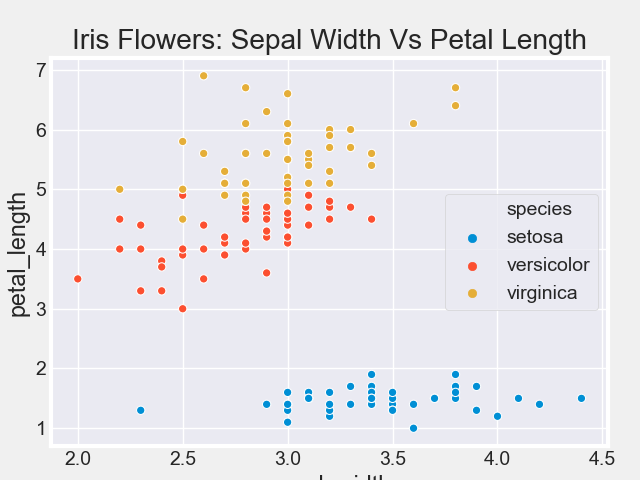 Iris Flowers: Sepal Width Vs Petal Length
7
6
5
4
3
2
1
petal_length
species
setosa
versicolor
virginica
2.0 2.5 3.0 3.5 4.0 4.5